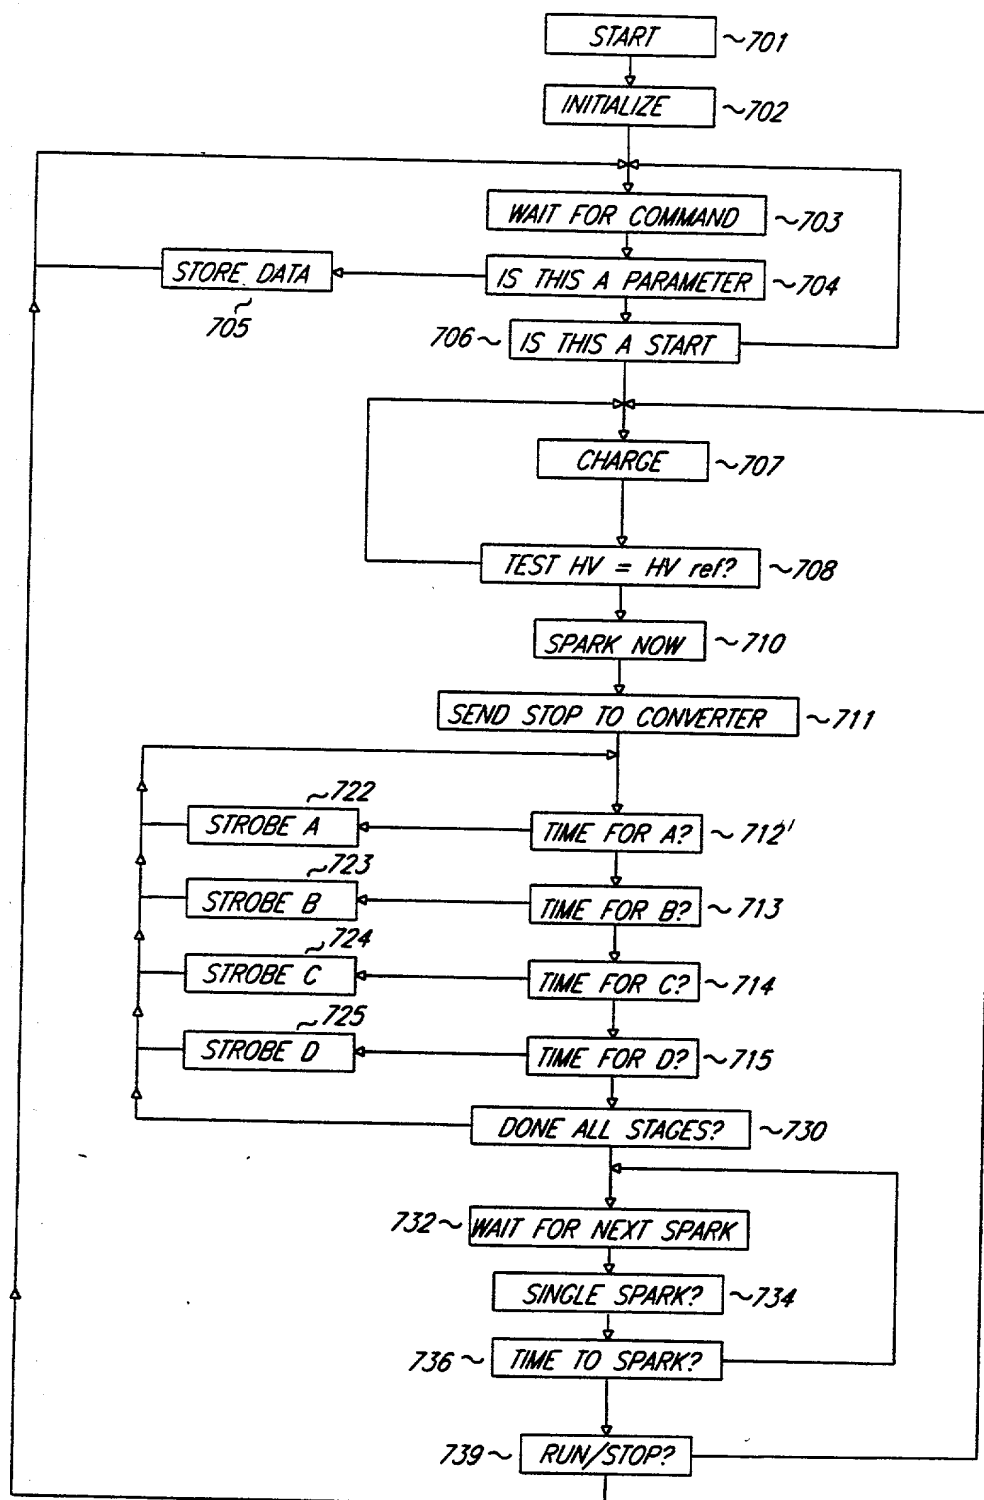 START ~701
INITIALIZE ~702
WAIT FOR COMMAND ~703
STORE DATA
705
IS THIS A PARAMETER ~704
706~ IS THIS A START
CHARGE ~707
TEST HV = HV ref? ~708
SPARK NOW ~710
SEND STOP TO CONVERTER ~711
~722
STROBE A
TIME FOR A? ~712'
~723
STROBE B
TIME FOR B? ~713
~724
STROBE C
TIME FOR C? ~714
~725
STROBE D
TIME FOR D? ~715
DONE ALL STAGES? ~730
732~ WAIT FOR NEXT SPARK
SINGLE SPARK? ~734
736~ TIME TO SPARK?
739~ RUN/STOP?